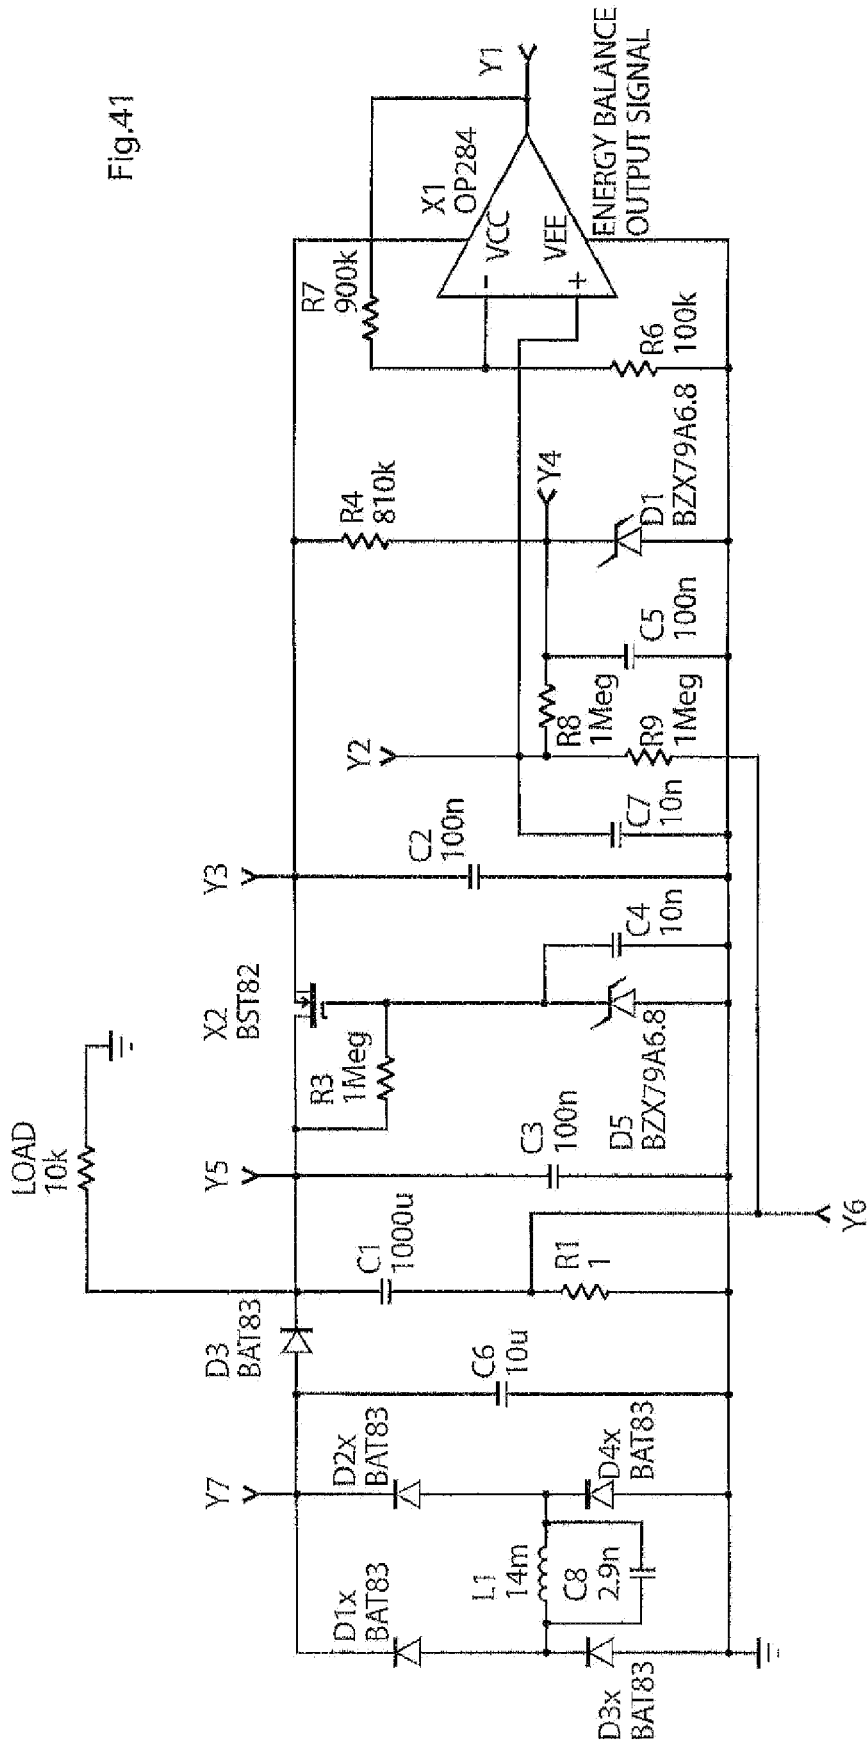 Fig.41
LOAD
10k
Y7
D3
BAT83
Y5
X2
BST82
Y3
Y2
R7
900k
X1
OP284
Y1
D1x
BAT83
D2x
BAT83
C1
1000u
R3
1Meg
C2
100n
R4
810k
VCC
-
VEE
+
L1
14m
C8
2.9n
C6
10u
C3
100n
R8
1Meg
Y4
ENERGY BALANCE
OUTPUT SIGNAL
D3x
BAT83
D4x
BAT83
R1
1
D5
BZX79A6.8
C4
10n
C7
10n
R9
1Meg
C5
100n
D1
BZX79A6.8
R6
100k
Y6